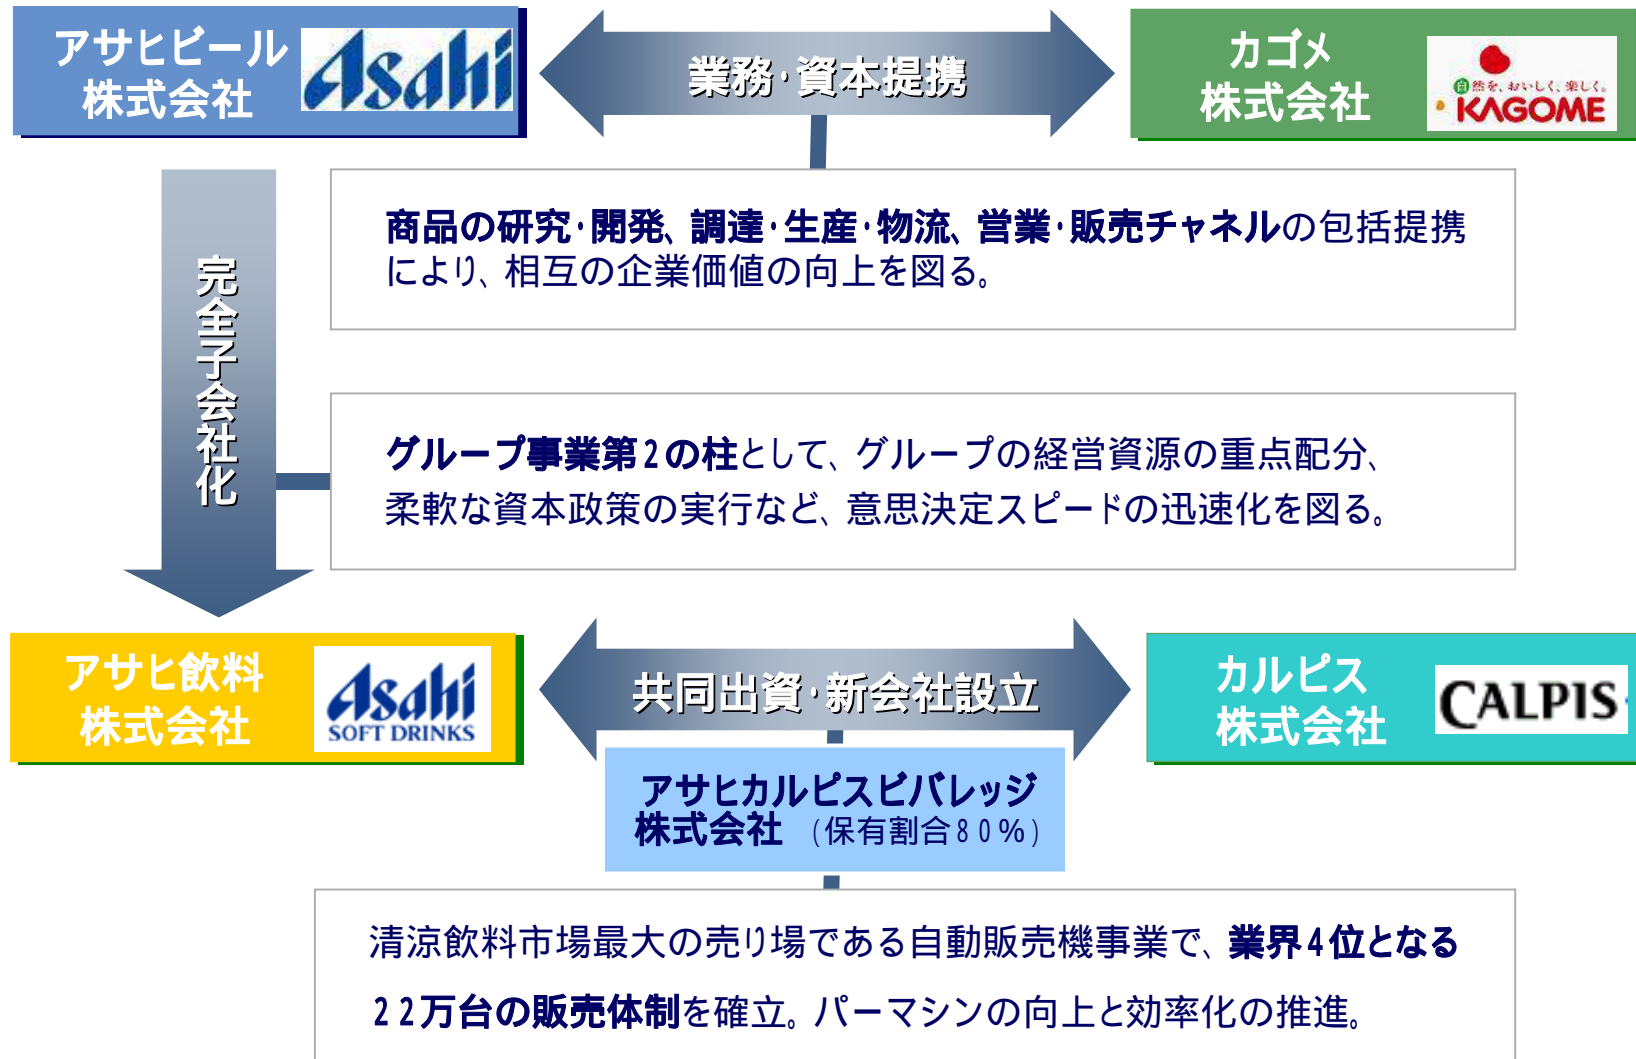 アサヒビール
株式会社
Asahi
業務・資本提携
カゴメ
株式会社
自然を、おいしく、楽しく。
KAGOME
商品の研究・開発、調達・生産・物流、営業・販売チャネルの包括提携
により、相互の企業価値の向上を図る。
完全子会社化
グループ事業第2の柱として、グループの経営資源の重点配分、
柔軟な資本政策の実行など、意思決定スピードの迅速化を図る。
アサヒ飲料
株式会社
Asahi
SOFT DRINKS
共同出資・新会社設立
カルピス
株式会社
CALPIS
アサヒカルピスビバレッジ
株式会社 (保有割合80%)
清涼飲料市場最大の売り場である自動販売機事業で、業界4位となる
22万台の販売体制を確立。パーマシンの向上と効率化の推進。